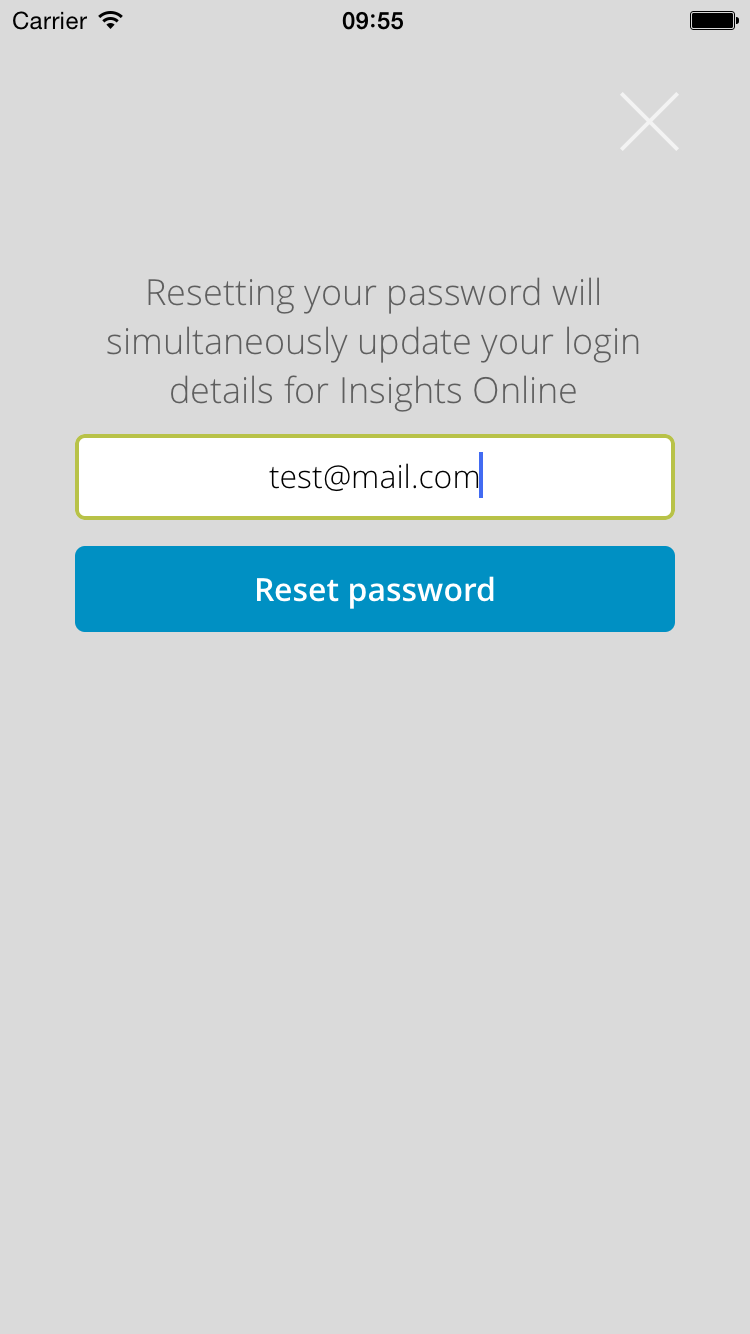 Carrier 09:55
Resetting your password will
simultaneously update your login
details for Insights Online
test@mail.com
Reset password